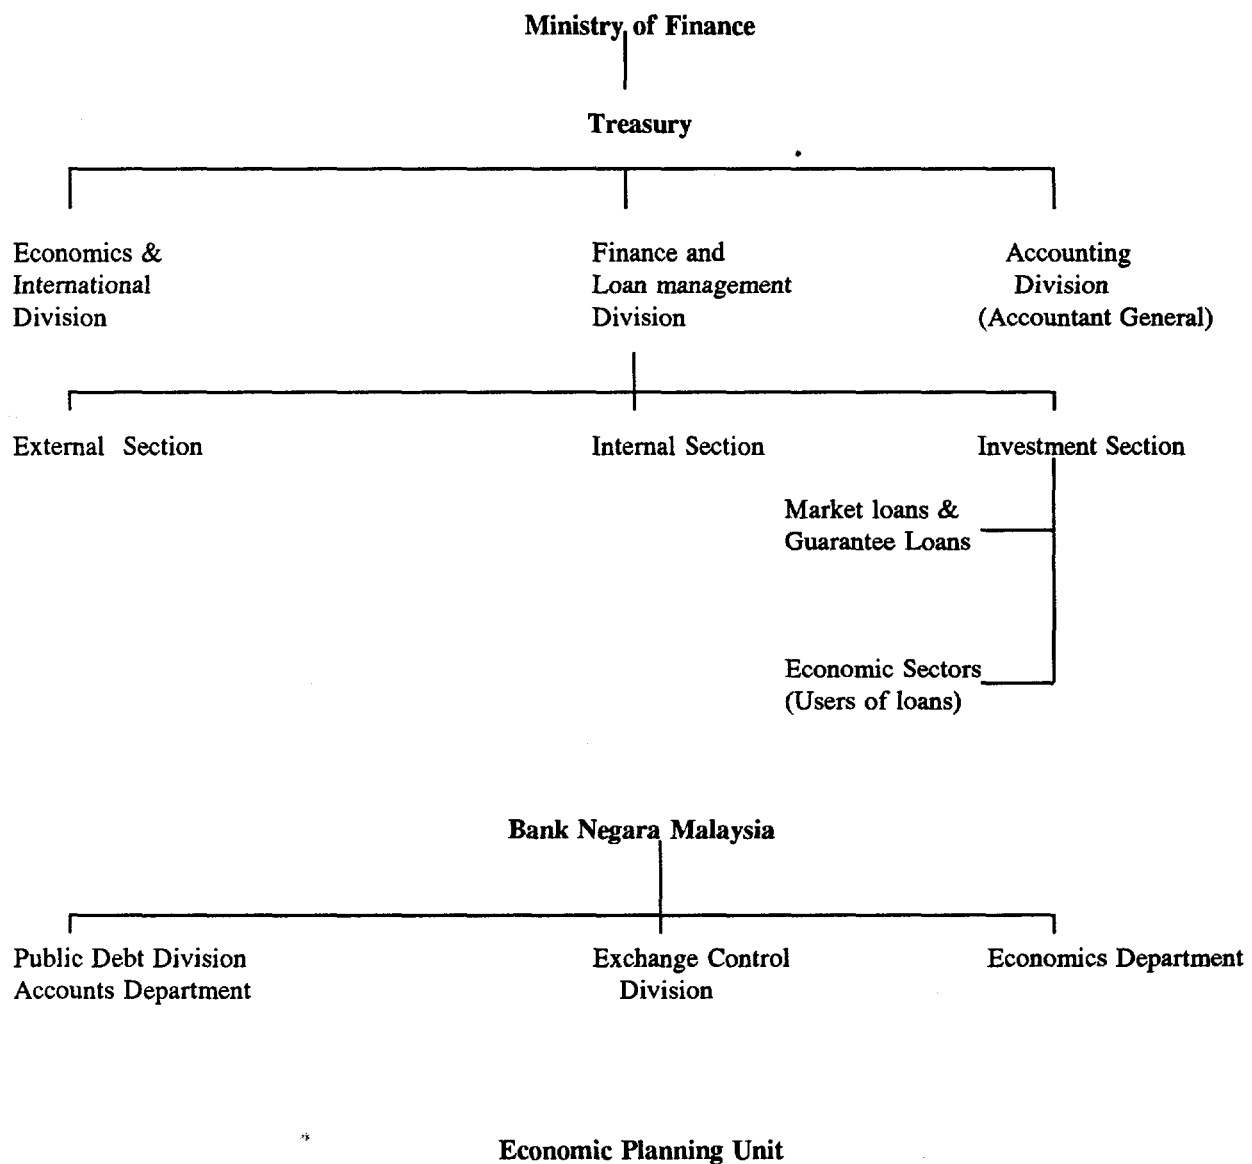 Ministry of Finance
Treasury
Economics &
International
Division
Finance and
Loan management
Division
Accounting
Division
(Accountant General)
External Section
Internal Section
Investment Section
Market loans &
Guarantee Loans
Economic Sectors
(Users of loans)
Bank Negara Malaysia
Public Debt Division
Accounts Department
Exchange Control
Division
Economics Department
Economic Planning Unit